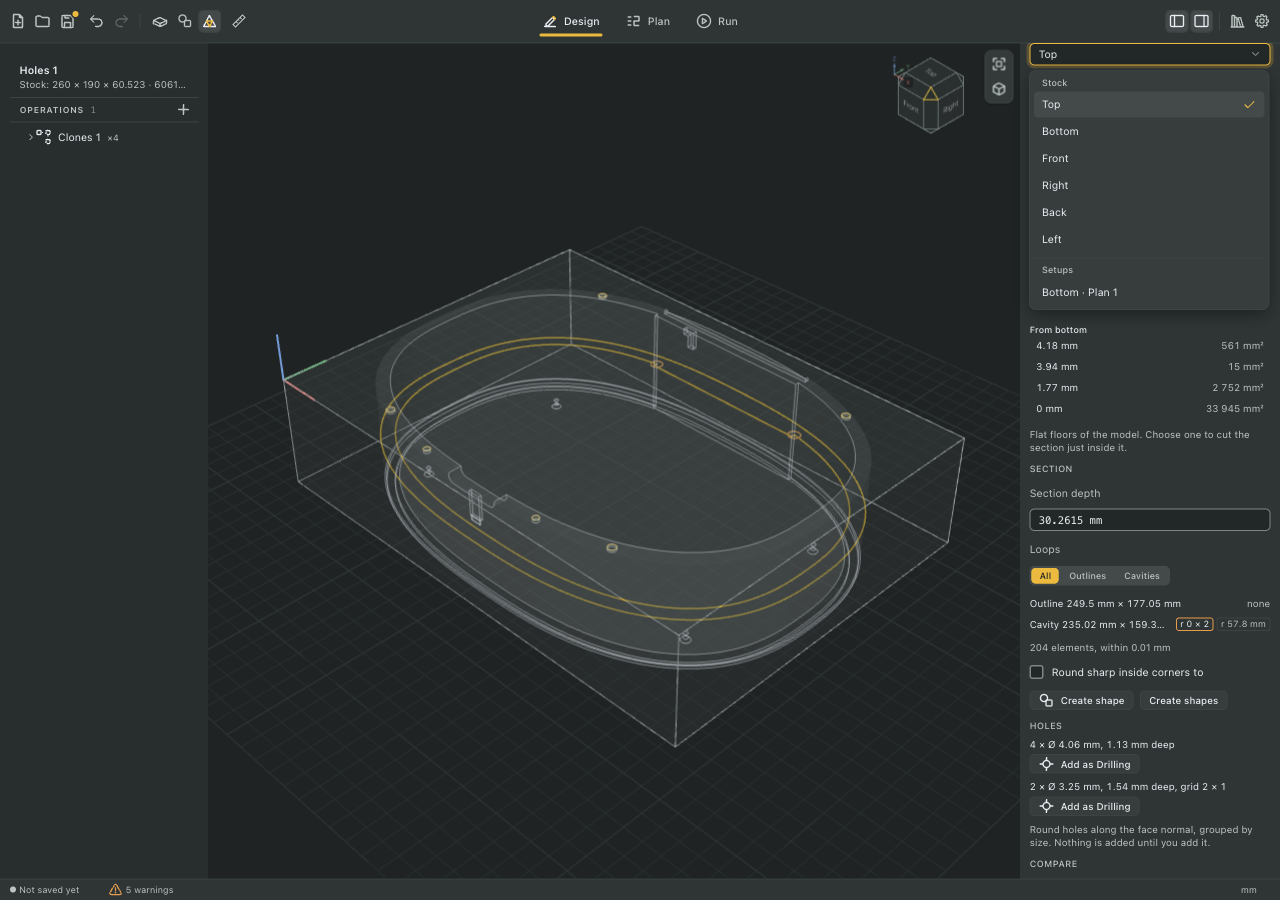 Design
Plan
Run
Holes 1
Stock: 260 × 190 × 60.523 · 6061…
OPERATIONS 1
Clones 1 ×4
Top
Front
Right
Top
Stock
Top
Bottom
Front
Right
Back
Left
Setups
Bottom · Plan 1
From bottom
4.18 mm 561 mm²
3.94 mm 15 mm²
1.77 mm 2 752 mm²
0 mm 33 945 mm²
Flat floors of the model. Choose one to cut the
section just inside it.
SECTION
Section depth
30.2615 mm
Loops
All Outlines Cavities
Outline 249.5 mm × 177.05 mm none
Cavity 235.02 mm × 159.3… r 0 × 2 r 57.8 mm
204 elements, within 0.01 mm
Round sharp inside corners to
Create shape Create shapes
HOLES
4 × Ø 4.06 mm, 1.13 mm deep
Add as Drilling
2 × Ø 3.25 mm, 1.54 mm deep, grid 2 × 1
Add as Drilling
Round holes along the face normal, grouped by
size. Nothing is added until you add it.
COMPARE
Not saved yet
5 warnings
mm